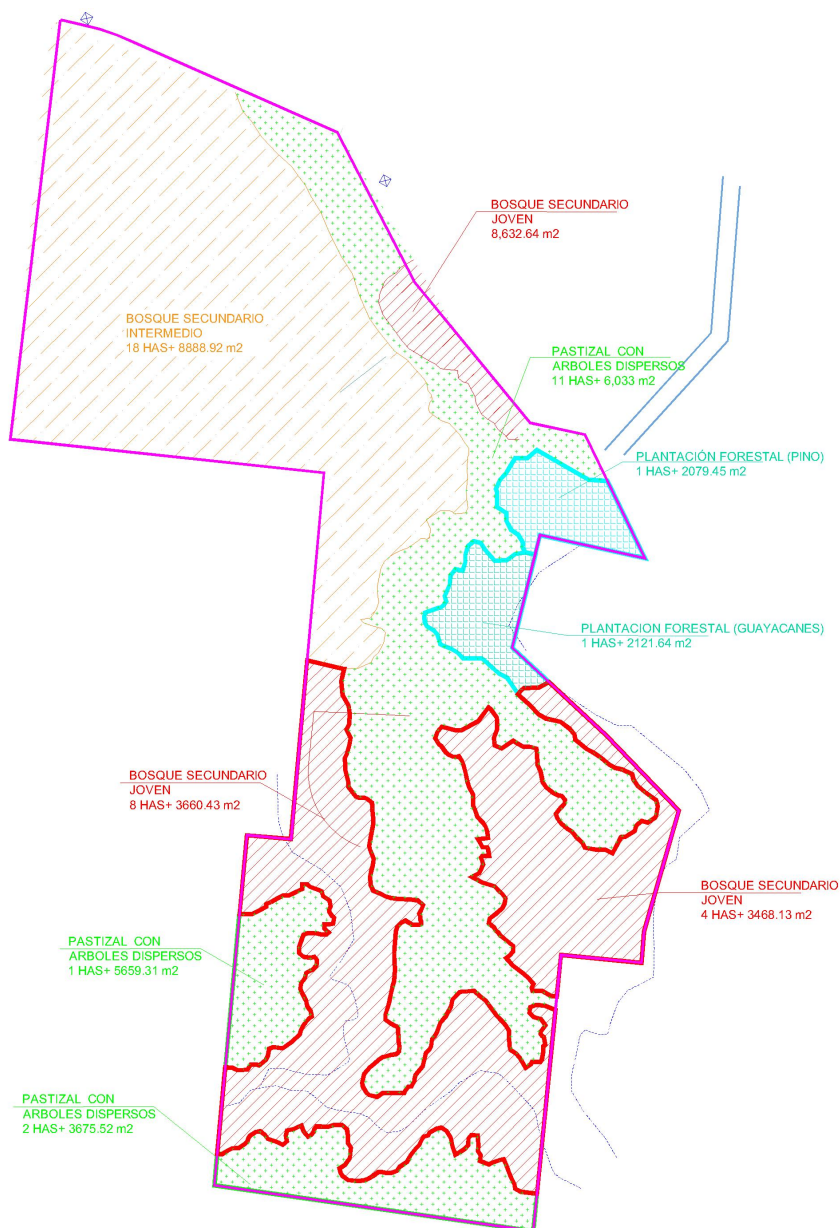 BOSQUE SECUNDARIO
JOVEN
8,632.64 m2
BOSQUE SECUNDARIO
INTERMEDIO
18 HAS+ 8888.92 m2
PASTIZAL CON
ARBOLES DISPERSOS
11 HAS+ 6,033 m2
PLANTACIÓN FORESTAL (PINO)
1 HAS+ 2079.45 m2
PLANTACION FORESTAL (GUAYACANES)
1 HAS+ 2121.64 m2
BOSQUE SECUNDARIO
JOVEN
8 HAS+ 3660.43 m2
BOSQUE SECUNDARIO
JOVEN
4 HAS+ 3468.13 m2
PASTIZAL CON
ARBOLES DISPERSOS
1 HAS+ 5659.31 m2
PASTIZAL CON
ARBOLES DISPERSOS
2 HAS+ 3675.52 m2